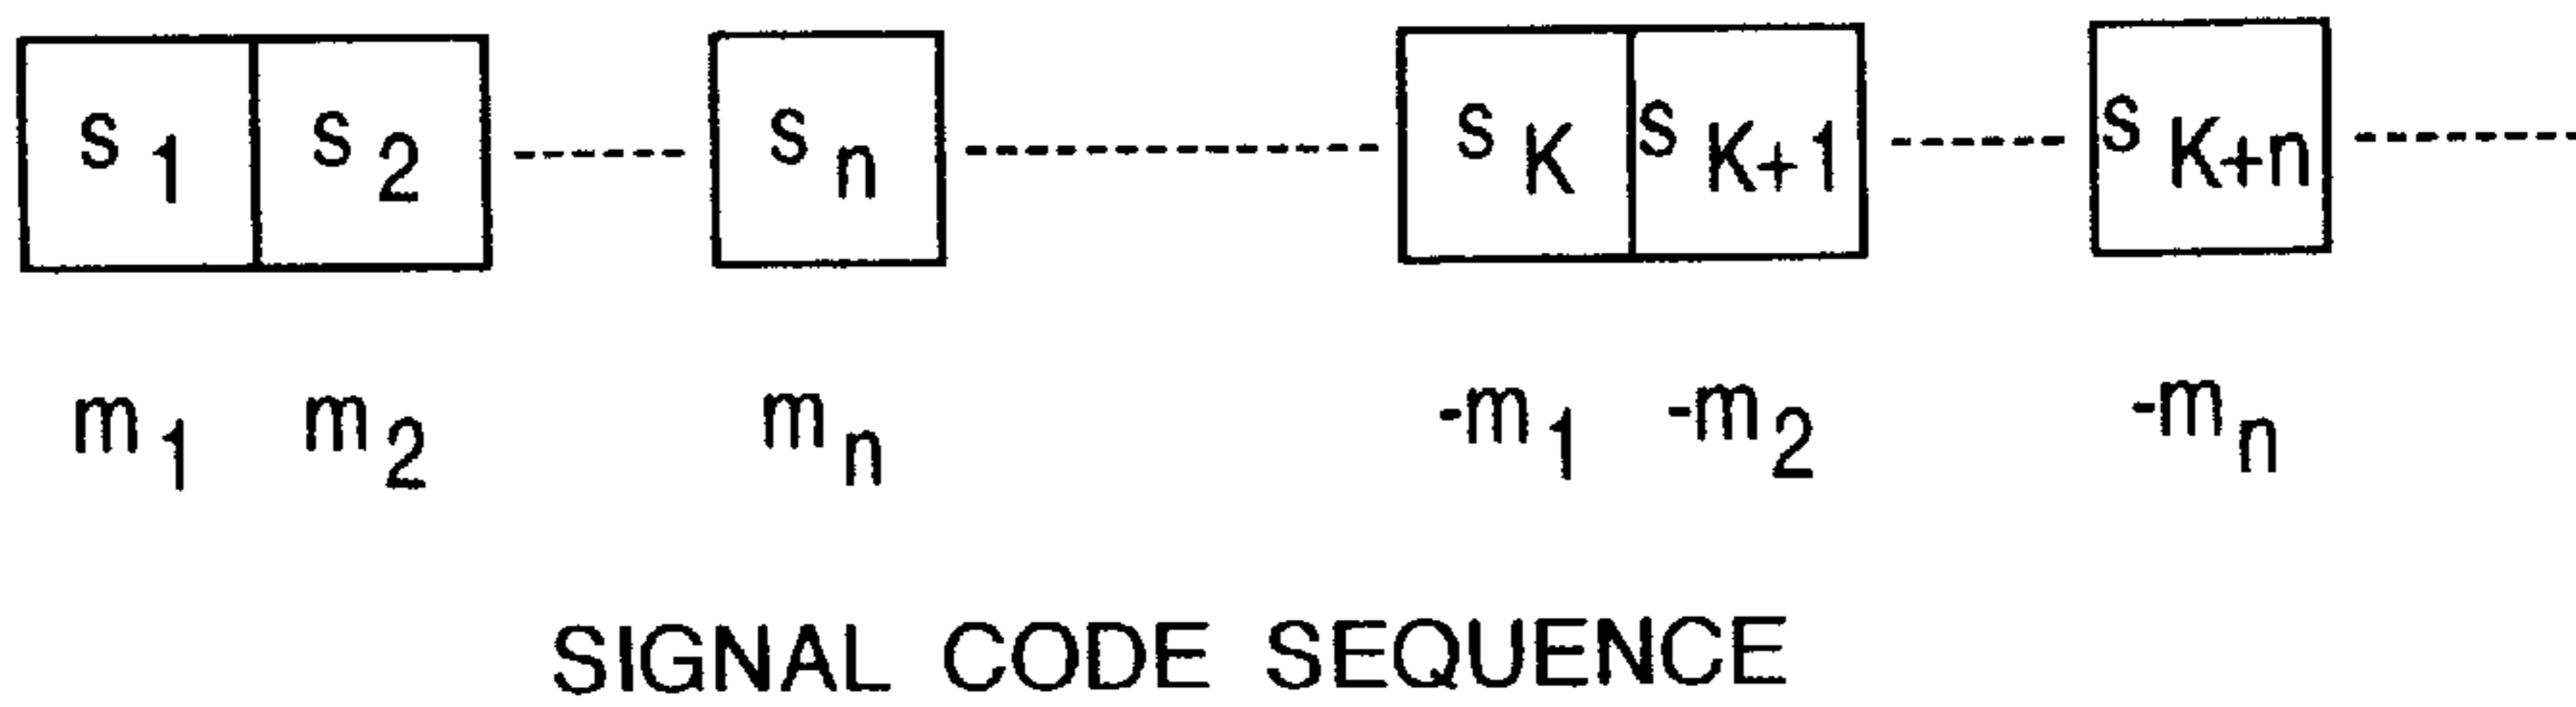 s 1 s 2 ------ s n -------------- s K s K+1 ------ s K+n --------
m 1 m 2 m n -m 1 -m 2 -m n
SIGNAL CODE SEQUENCE